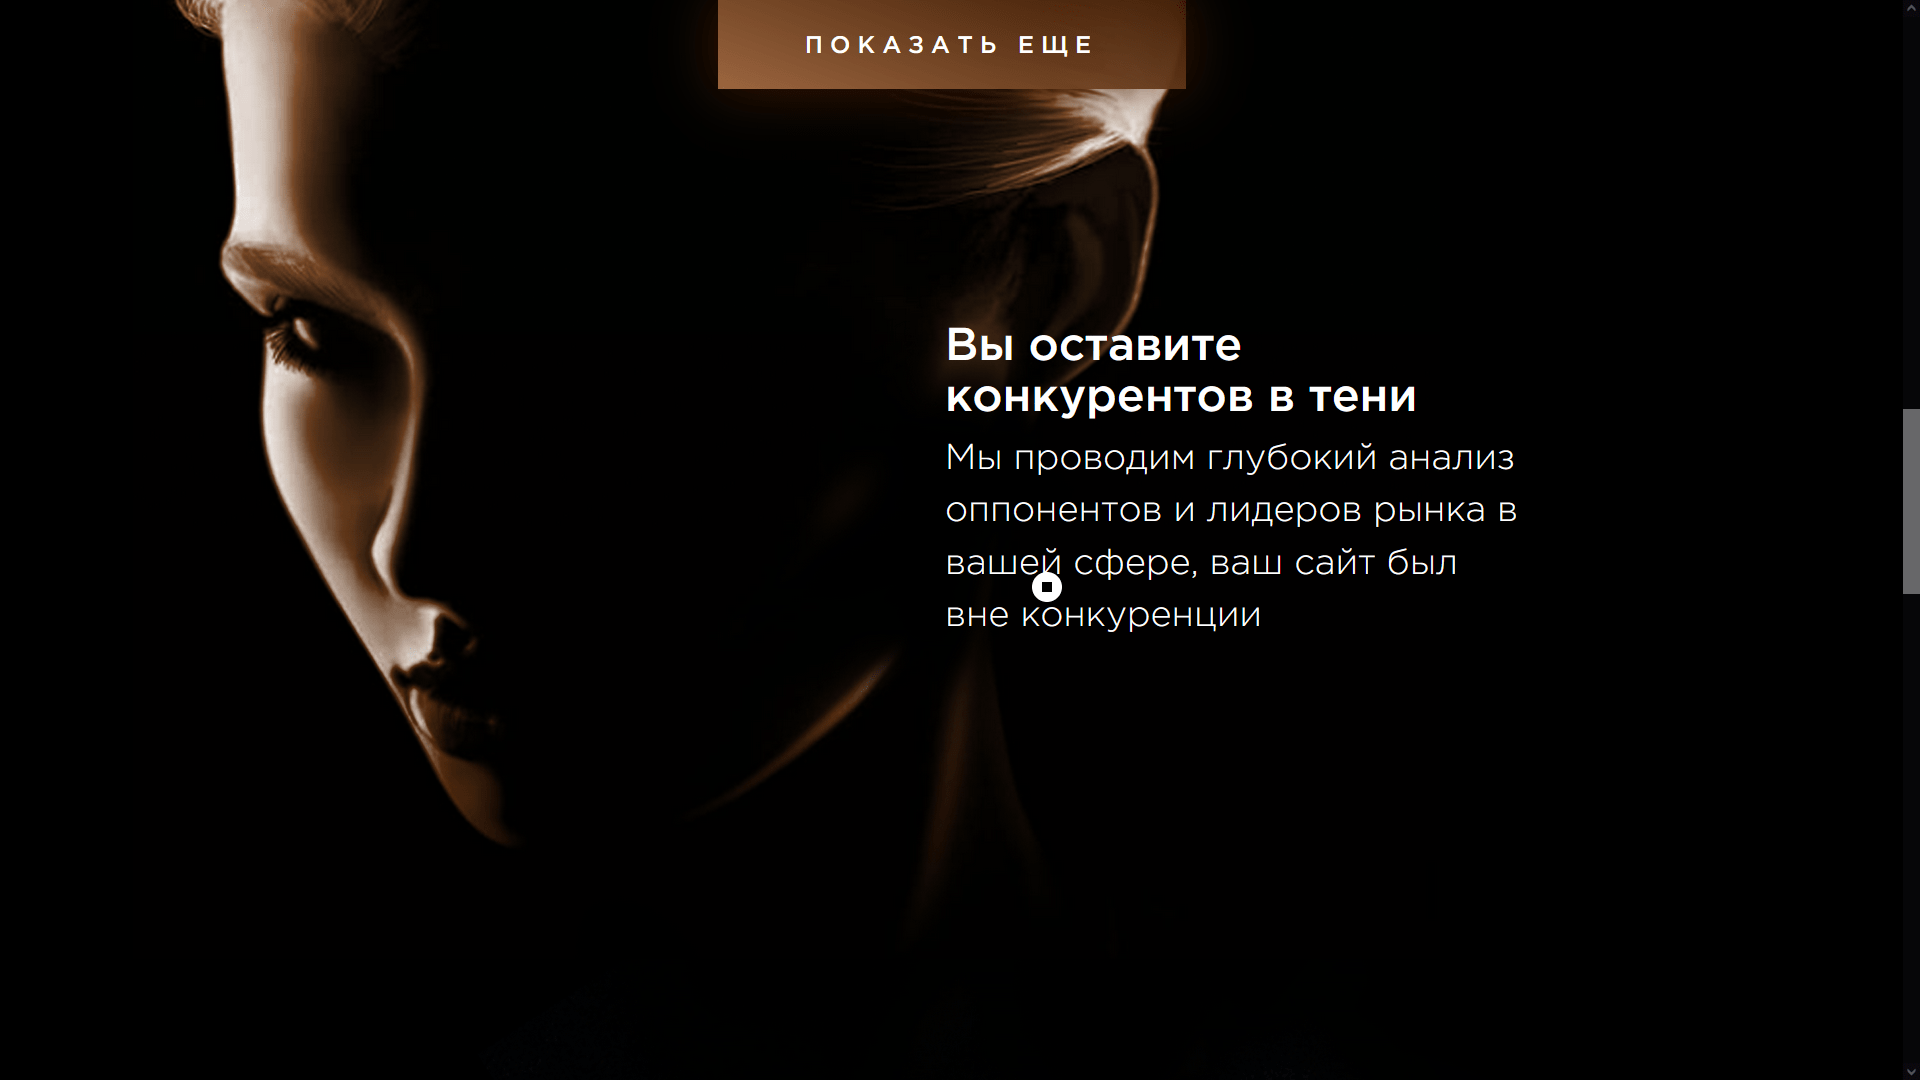 ПОКАЗАТЬ ЕЩЕ
Вы оставите
конкурентов в тени
Мы проводим глубокий анализ
оппонентов и лидеров рынка в
вашей сфере, ваш сайт был
вне конкуренции